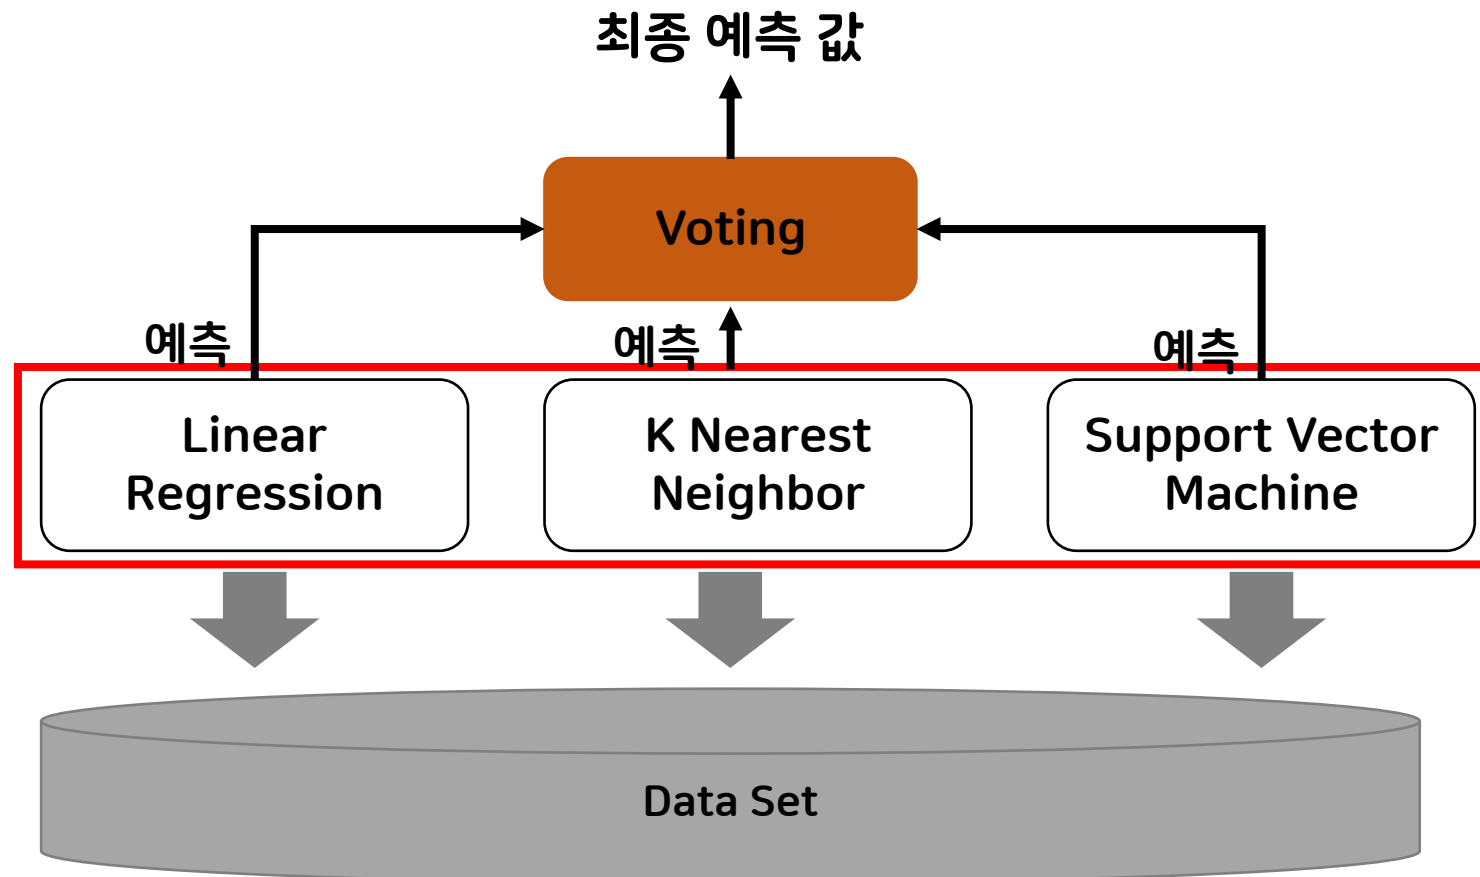 최종 예측 값
Voting
예측
예측
예측
Linear
Regression
K Nearest
Neighbor
Support Vector
Machine
Data Set